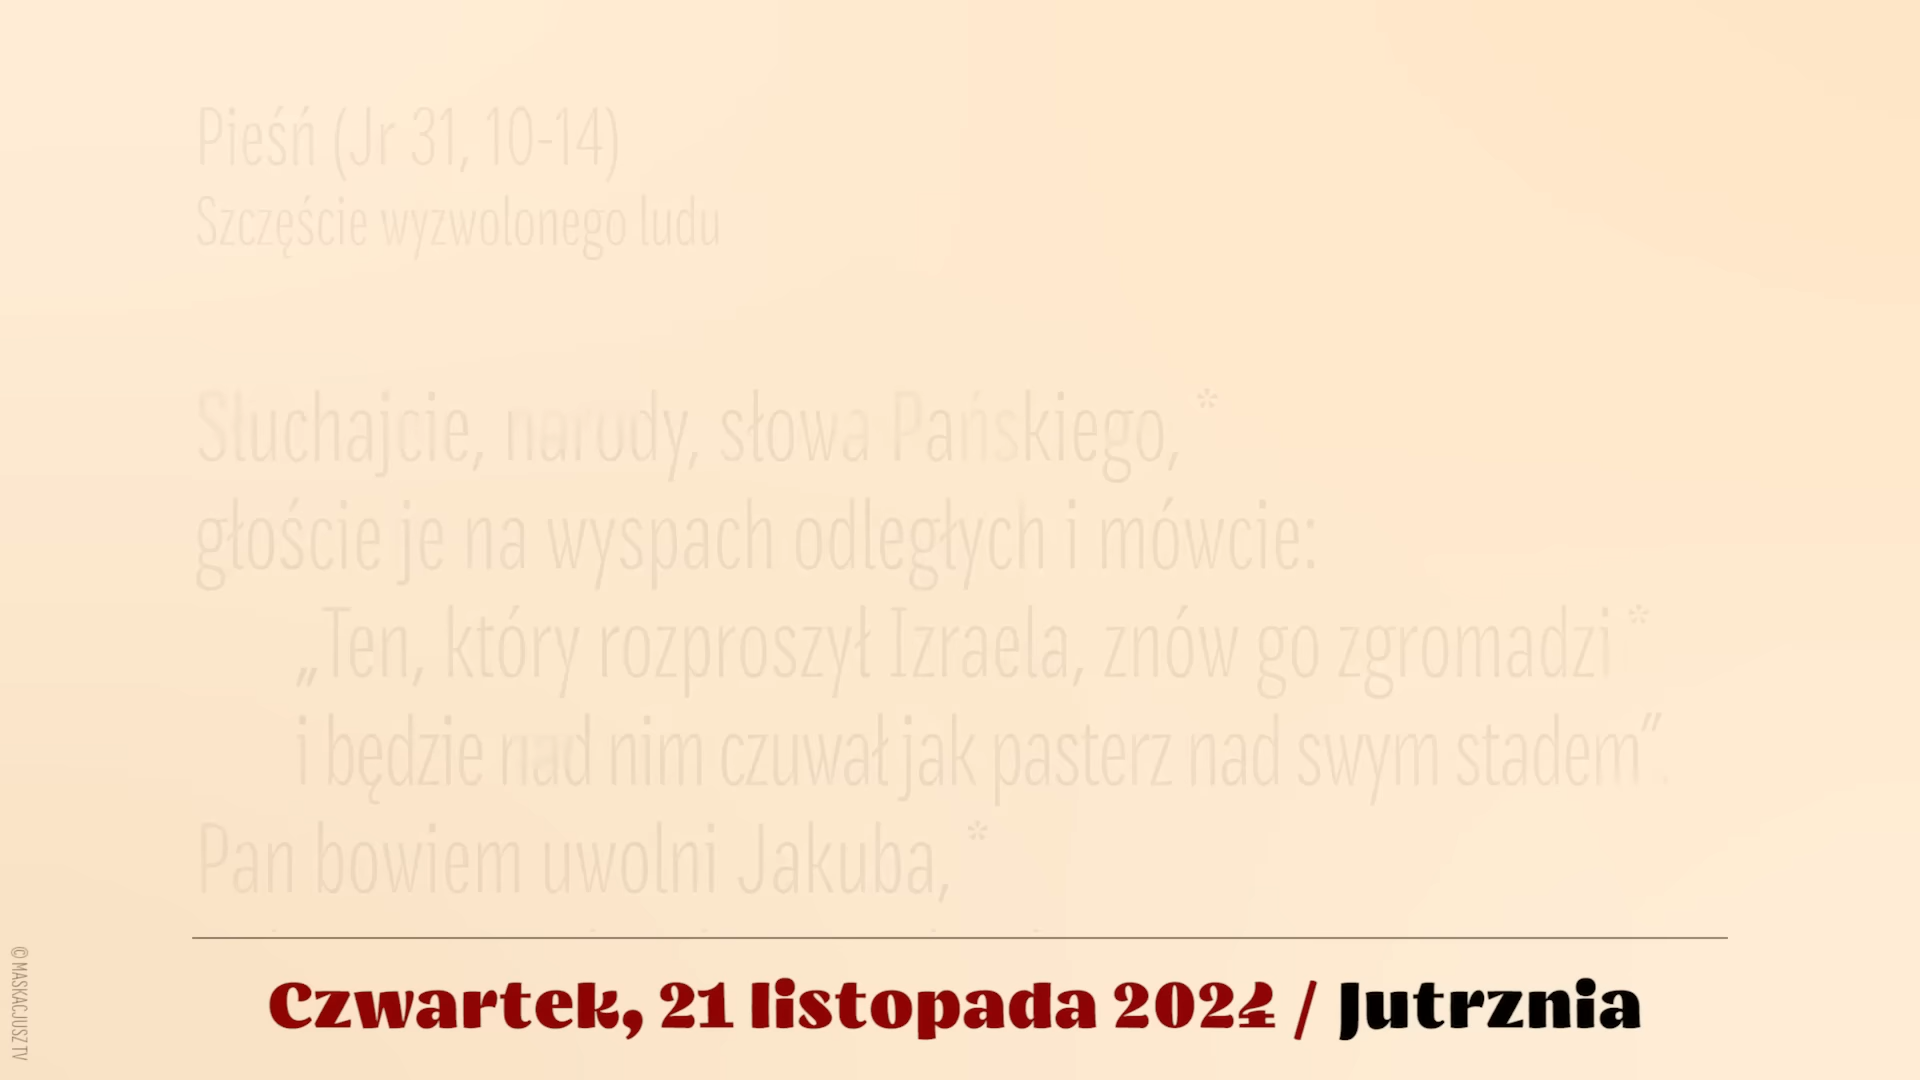 Pieśń (Jr 31, 10-14)
Szczęście wyzwolonego ludu
Słuchajcie, narody, słowa Pańskiego, *
głoście je na wyspach odległych i mówcie:
„Ten, który rozproszył Izraela, znów go zgromadzi *
i będzie nad nim czuwał jak pasterz nad swym stadem”.
Pan bowiem uwolni Jakuba, *
Czwartek, 21 listopada 2024 / Jutrznia
© MASKACJUSZ TV